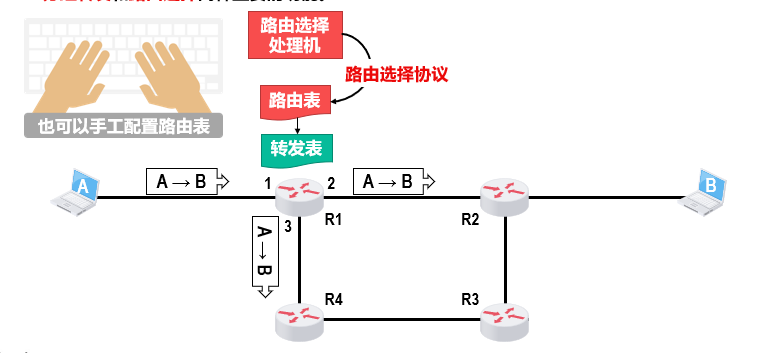 路由选择
处理机
路由选择协议
路由表
也可以手工配置路由表
转发表
A
A → B
1
2
A → B
B
3
R1
R2
A → B
R4
R3